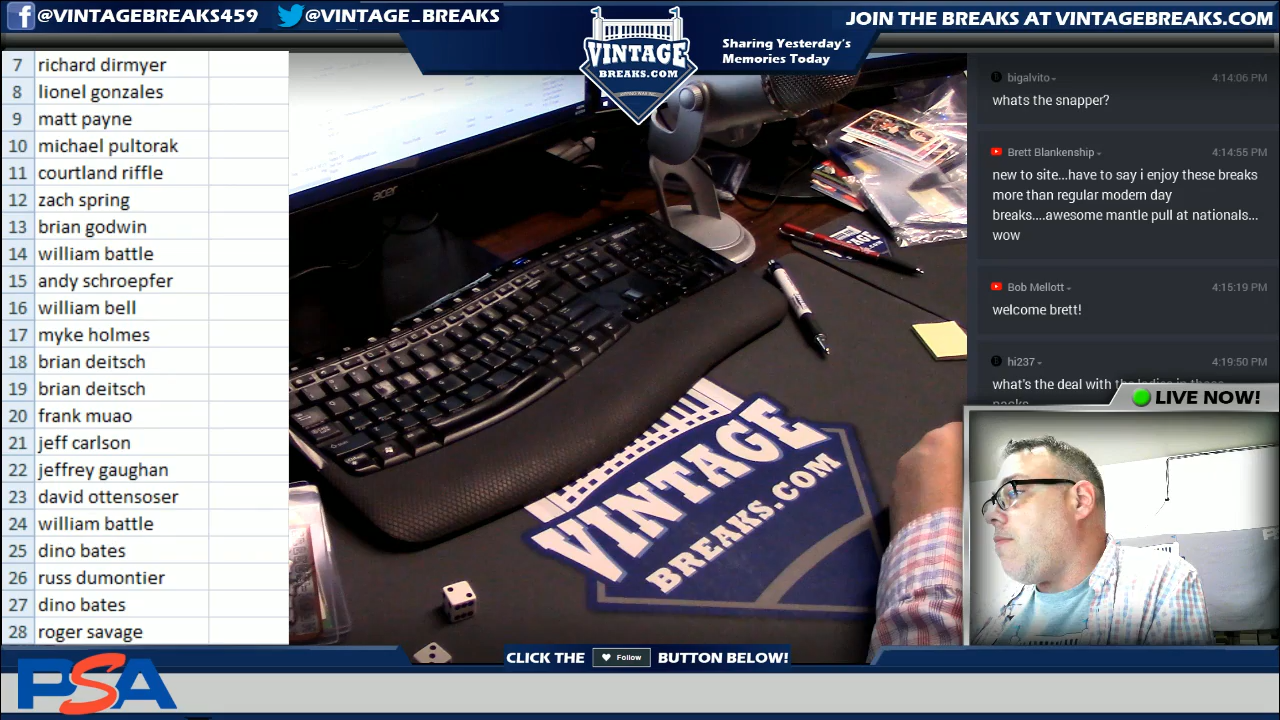 @VINTAGEBREAKS459
@VINTAGE_BREAKS
VINTAGE
BREAKS.COM
Sharing Yesterday's
Memories Today
JOIN THE BREAKS AT VINTAGEBREAKS.COM
7 richard dirmyer
8 lionel gonzales
9 matt payne
10 michael pultorak
11 courtland riffle
12 zach spring
13 brian godwin
14 william battle
15 andy schroepfer
16 william bell
17 myke holmes
18 brian deitsch
19 brian deitsch
20 frank muao
21 jeff carlson
22 jeffrey gaughan
23 david ottensoser
24 william battle
25 dino bates
26 russ dumontier
27 dino bates
28 roger savage
acer
VINTAGE
BREAKS.COM
bigalvito 4:14:06 PM
whats the snapper?
Brett Blankenship 4:14:55 PM
new to site...have to say i enjoy these breaks
more than regular modern day
breaks....awesome mantle pull at nationals...
wow
Bob Mellott 4:15:19 PM
welcome brett!
hi237 4:19:50 PM
what's the deal with the ladies in these
packs
LIVE NOW!
CLICK THE Follow BUTTON BELOW!
PSA